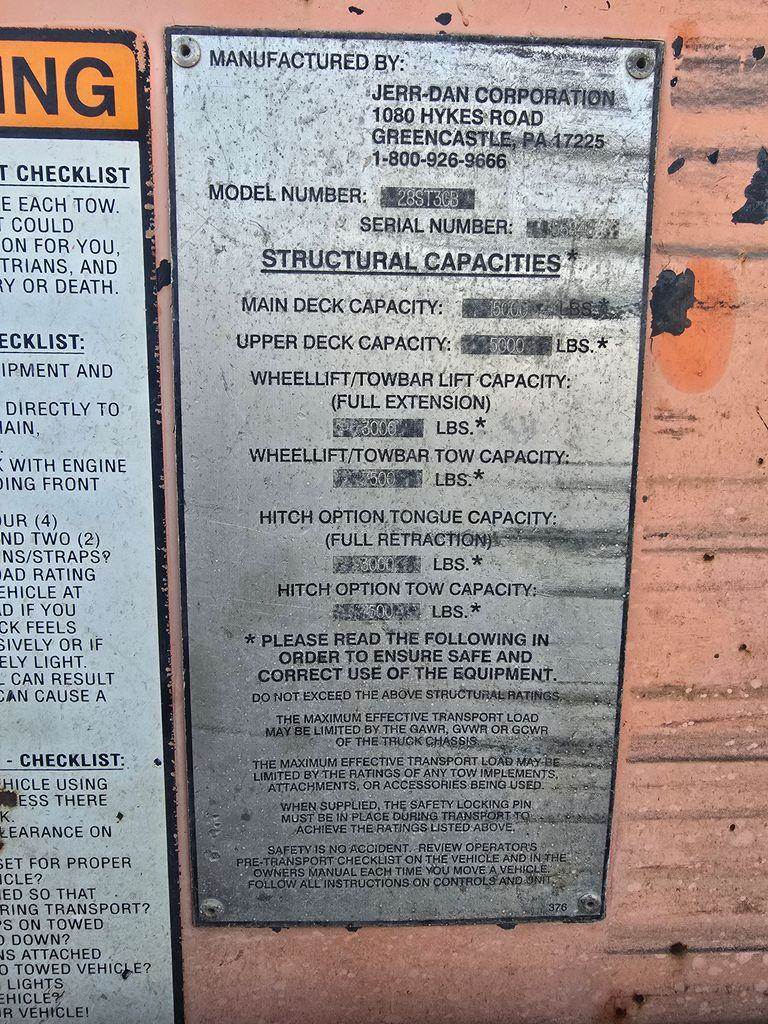 ING
T CHECKLIST
E EACH TOW.
T COULD
ON FOR YOU,
TRIANS, AND
RY OR DEATH.
ECKLIST:
IPMENT AND
DIRECTLY TO
AIN,
K WITH ENGINE
DING FRONT
OUR (4)
ND TWO (2)
NS/STRAPS?
OAD RATING
EHICLE AT
AD IF YOU
CK FEELS
SIVELY OR IF
ELY LIGHT.
L CAN RESULT
CAN CAUSE A
- CHECKLIST:
HICLE USING
ESS THERE
K.
LEARANCE ON
SET FOR PROPER
ICLE?
ED SO THAT
RING TRANSPORT?
PS ON TOWED
D DOWN?
NS ATTACHED
O TOWED VEHICLE?
LIGHTS
EHICLE?
R VEHICLE!
MANUFACTURED BY:
JERR-DAN CORPORATION
1080 HYKES ROAD
GREENCASTLE, PA 17225
1-800-926-9666
MODEL NUMBER:
SERIAL NUMBER:
STRUCTURAL CAPACITIES*
MAIN DECK CAPACITY: LBS.*
UPPER DECK CAPACITY: 5000 LBS.*
WHEELLIFT/TOWBAR LIFT CAPACITY:
(FULL EXTENSION)
3000 LBS.*
WHEELLIFT/TOWBAR TOW CAPACITY:
LBS.*
HITCH OPTION TONGUE CAPACITY:
(FULL RETRACTION)
3000 LBS.*
HITCH OPTION TOW CAPACITY:
LBS.*
* PLEASE READ THE FOLLOWING IN
ORDER TO ENSURE SAFE AND
CORRECT USE OF THE EQUIPMENT.
DO NOT EXCEED THE ABOVE STRUCTURAL RATINGS.
THE MAXIMUM EFFECTIVE TRANSPORT LOAD
MAY BE LIMITED BY THE GAWR, GVWR OR GCWR
OF THE TRUCK CHASSIS.
THE MAXIMUM EFFECTIVE TRANSPORT LOAD MAY BE
LIMITED BY THE RATINGS OF ANY TOW IMPLEMENTS,
ATTACHMENTS, OR ACCESSORIES BEING USED.
WHEN SUPPLIED, THE SAFETY LOCKING PIN
MUST BE IN PLACE DURING TRANSPORT TO
ACHIEVE THE RATINGS LISTED ABOVE.
SAFETY IS NO ACCIDENT. REVIEW OPERATOR'S
PRE-TRANSPORT CHECKLIST ON THE VEHICLE AND IN THE
OWNERS MANUAL EACH TIME YOU MOVE A VEHICLE.
FOLLOW ALL INSTRUCTIONS ON CONTROLS AND UNIT.
376